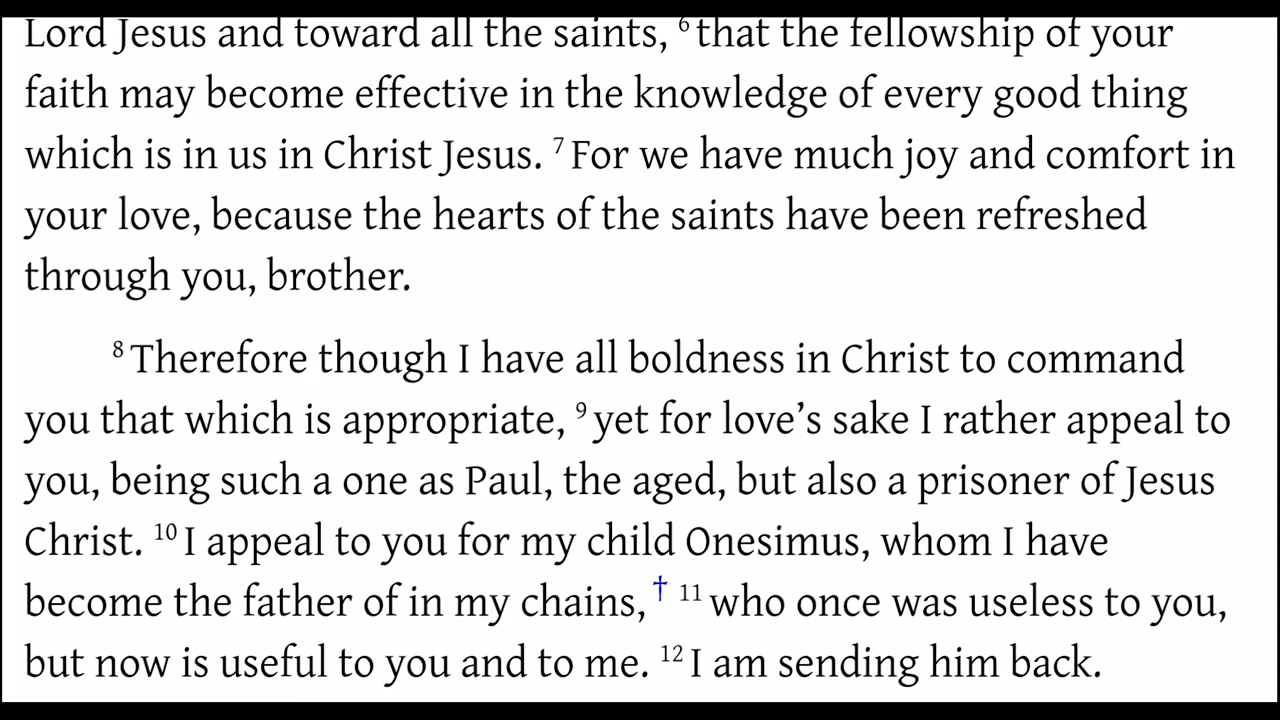 Lord Jesus and toward all the saints, ⁶ that the fellowship of your
faith may become effective in the knowledge of every good thing
which is in us in Christ Jesus. ⁷ For we have much joy and comfort in
your love, because the hearts of the saints have been refreshed
through you, brother.
⁸ Therefore though I have all boldness in Christ to command
you that which is appropriate, ⁹ yet for love’s sake I rather appeal to
you, being such a one as Paul, the aged, but also a prisoner of Jesus
Christ. ¹⁰ I appeal to you for my child Onesimus, whom I have
become the father of in my chains,† ¹¹ who once was useless to you,
but now is useful to you and to me. ¹² I am sending him back.